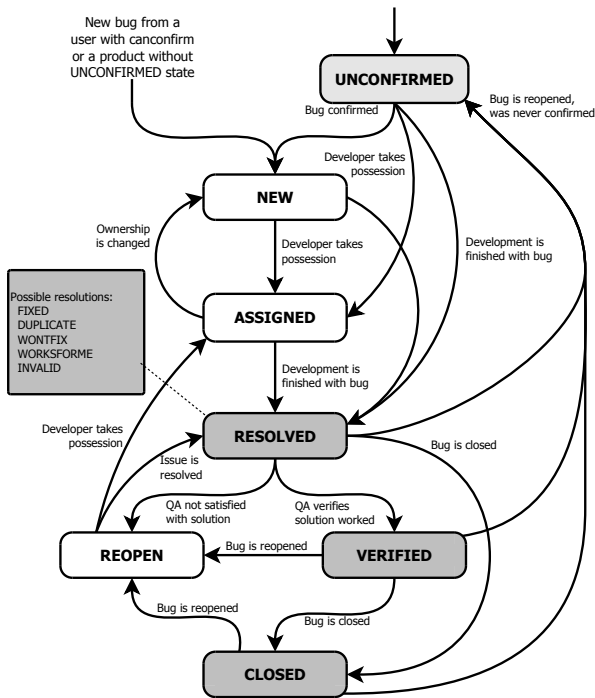 New bug from a
user with canconfirm
or a product without
UNCONFIRMED state
UNCONFIRMED
Bug is reopened,
was never confirmed
Bug confirmed
Developer takes
possession
NEW
Ownership
is changed
Developer takes
possession
Development is
finished with bug
Possible resolutions:
FIXED
DUPLICATE
WONTFIX
WORKSFORME
INVALID
ASSIGNED
Development is
finished with bug
Developer takes
possession
RESOLVED
Bug is closed
Issue is
resolved
QA not satisfied
with solution
QA verifies
solution worked
REOPEN
Bug is reopened
VERIFIED
Bug is reopened
Bug is closed
CLOSED